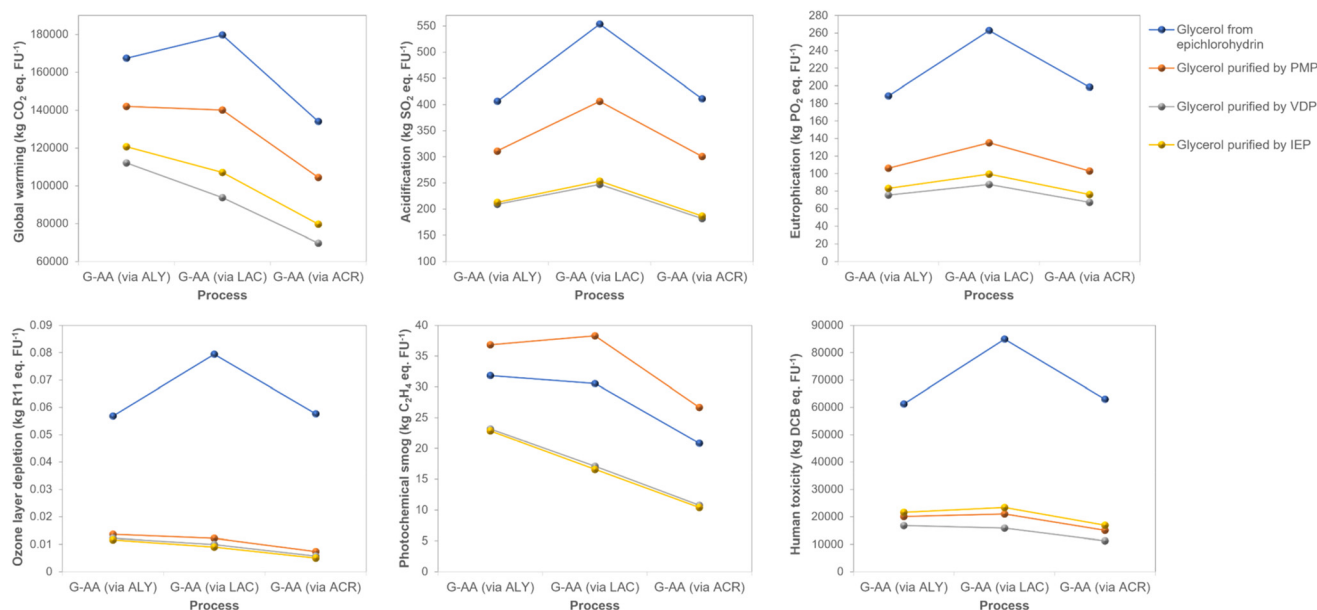 Global warming (kg CO₂ eq. FU⁻¹)
180000
160000
140000
120000
100000
80000
60000
G-AA (via ALY) G-AA (via LAC) G-AA (via ACR)
Process
Acidification (kg SO₂ eq. FU⁻¹)
550
500
450
400
350
300
250
200
150
100
G-AA (via ALY) G-AA (via LAC) G-AA (via ACR)
Process
Eutrophication (kg PO₂ eq. FU⁻¹)
280
260
240
220
200
180
160
140
120
100
80
60
40
20
0
G-AA (via ALY) G-AA (via LAC) G-AA (via ACR)
Process
Glycerol from
epichlorohydrin
Glycerol purified by PMP
Glycerol purified by VDP
Glycerol purified by IEP
Ozone layer depletion (kg R11 eq. FU⁻¹)
0.09
0.08
0.07
0.06
0.05
0.04
0.03
0.02
0.01
0
G-AA (via ALY) G-AA (via LAC) G-AA (via ACR)
Process
Photochemical smog (kg C₂H₄ eq. FU⁻¹)
40
35
30
25
20
15
10
5
0
G-AA (via ALY) G-AA (via LAC) G-AA (via ACR)
Process
Human toxicity (kg DCB eq. FU⁻¹)
90000
80000
70000
60000
50000
40000
30000
20000
10000
0
G-AA (via ALY) G-AA (via LAC) G-AA (via ACR)
Process